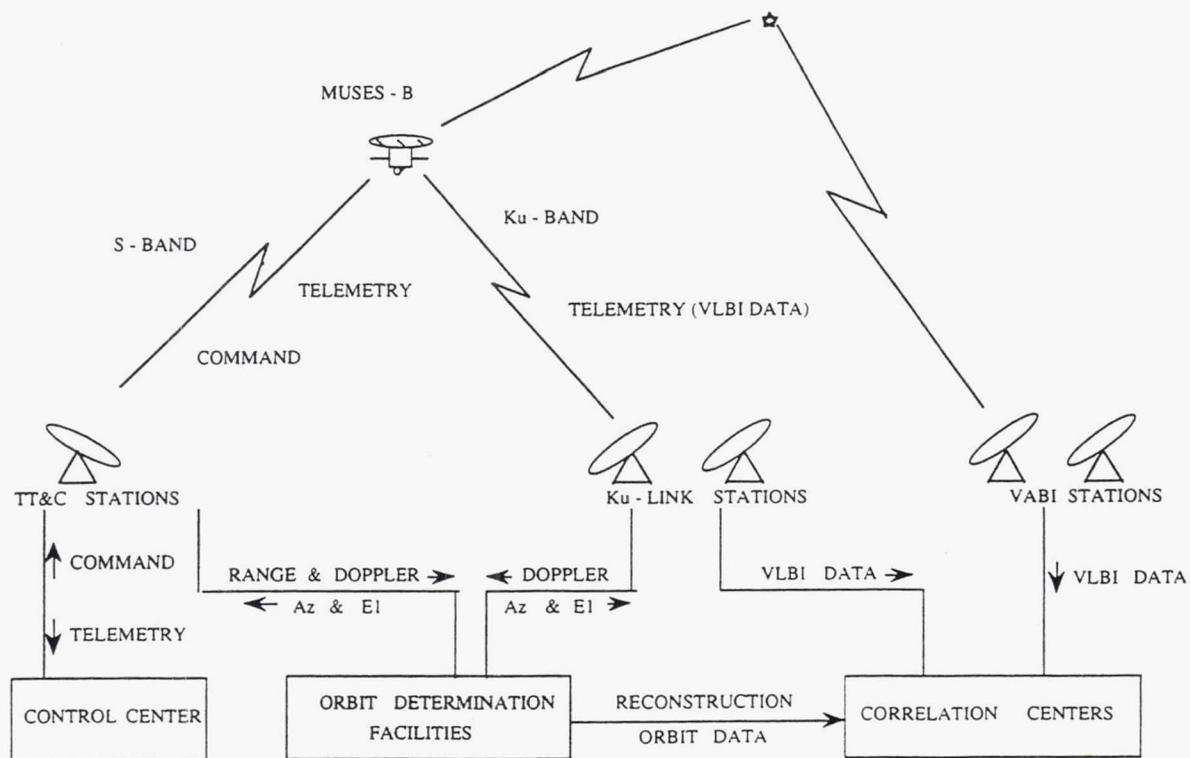 MUSES - B
Ku - BAND
S - BAND
TELEMETRY
TELEMETRY (VLBI DATA)
COMMAND
TT&C STATIONS
Ku - LINK STATIONS
VABI STATIONS
COMMAND
RANGE & DOPPLER
DOPPLER
VLBI DATA
VLBI DATA
Az & El
Az & El
TELEMETRY
CONTROL CENTER
ORBIT DETERMINATION
FACILITIES
RECONSTRUCTION
ORBIT DATA
CORRELATION CENTERS